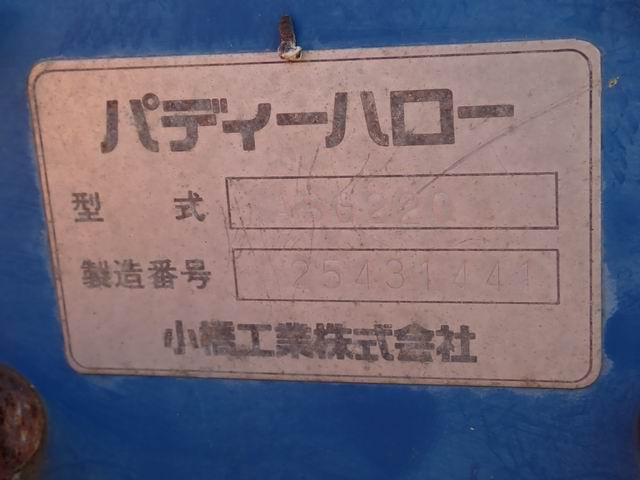 パディーハロー
型式
製造番号 25431441
小橋工業株式会社